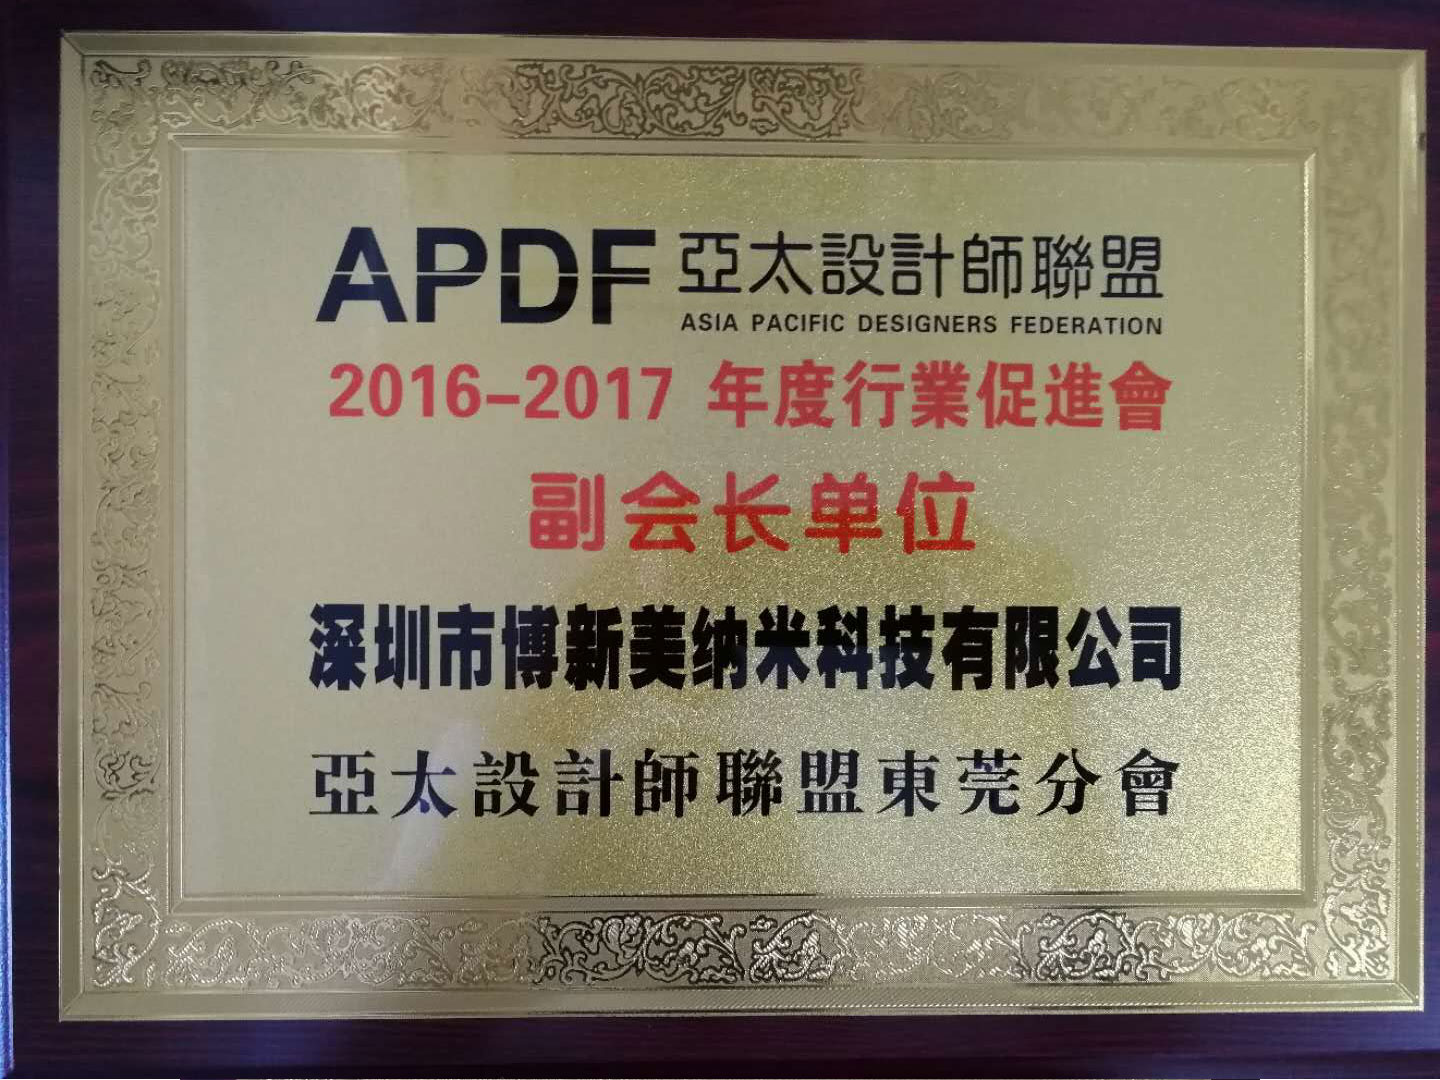 APDF 亞太設計師聯盟
ASIA PACIFIC DESIGNERS FEDERATION
2016-2017 年度行業促進會
副会长单位
深圳市博新美纳米科技有限公司
亞太設計師聯盟東莞分會